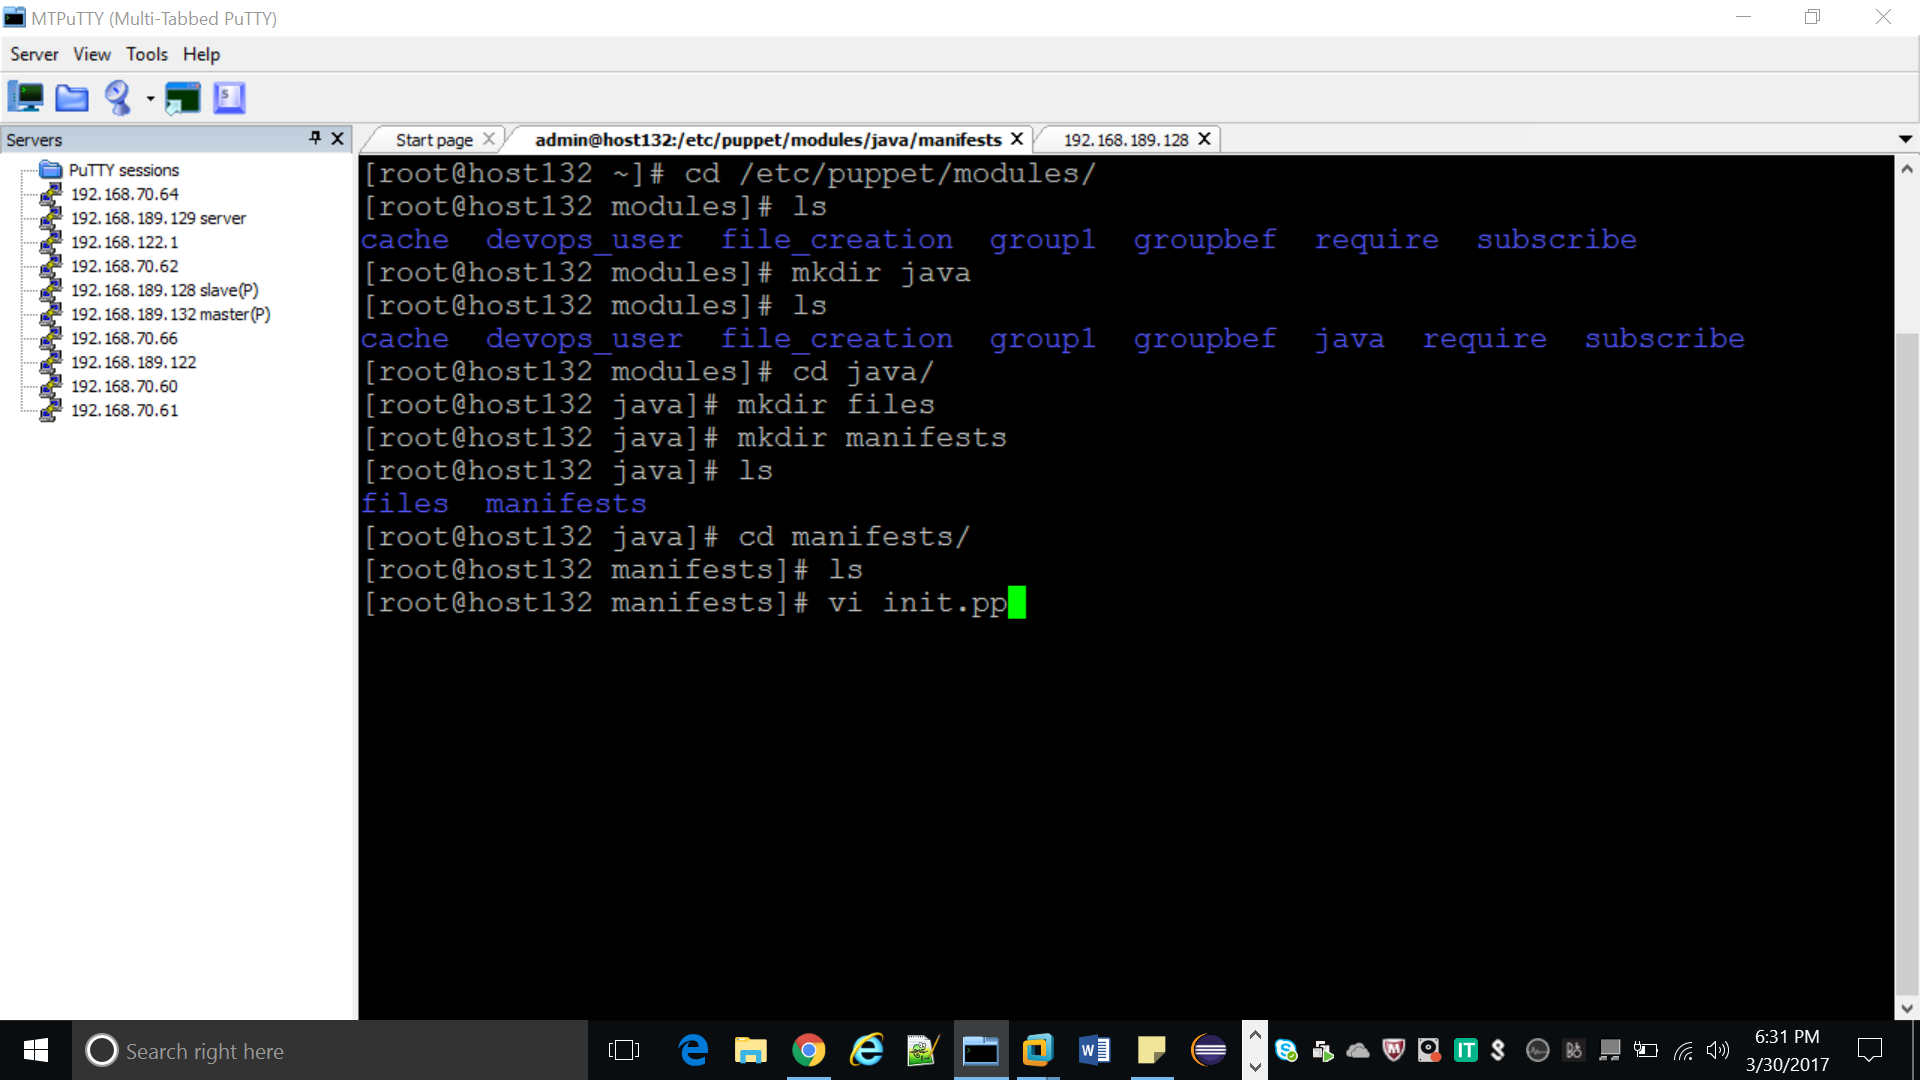 MTPuTTY (Multi-Tabbed PuTTY)
Server View Tools Help
Servers
PuTTY sessions
192.168.70.64
192.168.189.129 server
192.168.122.1
192.168.70.62
192.168.189.128 slave(P)
192.168.189.132 master(P)
192.168.70.66
192.168.189.122
192.168.70.60
192.168.70.61
Start page admin@host132:/etc/puppet/modules/java/manifests 192.168.189.128
[root@host132 ~]# cd /etc/puppet/modules/
[root@host132 modules]# ls
cache devops_user file_creation group1 groupbef require subscribe
[root@host132 modules]# mkdir java
[root@host132 modules]# ls
cache devops_user file_creation group1 groupbef java require subscribe
[root@host132 modules]# cd java/
[root@host132 java]# mkdir files
[root@host132 java]# mkdir manifests
[root@host132 java]# ls
files manifests
[root@host132 java]# cd manifests/
[root@host132 manifests]# ls
[root@host132 manifests]# vi init.pp
Search right here
6:31 PM
3/30/2017